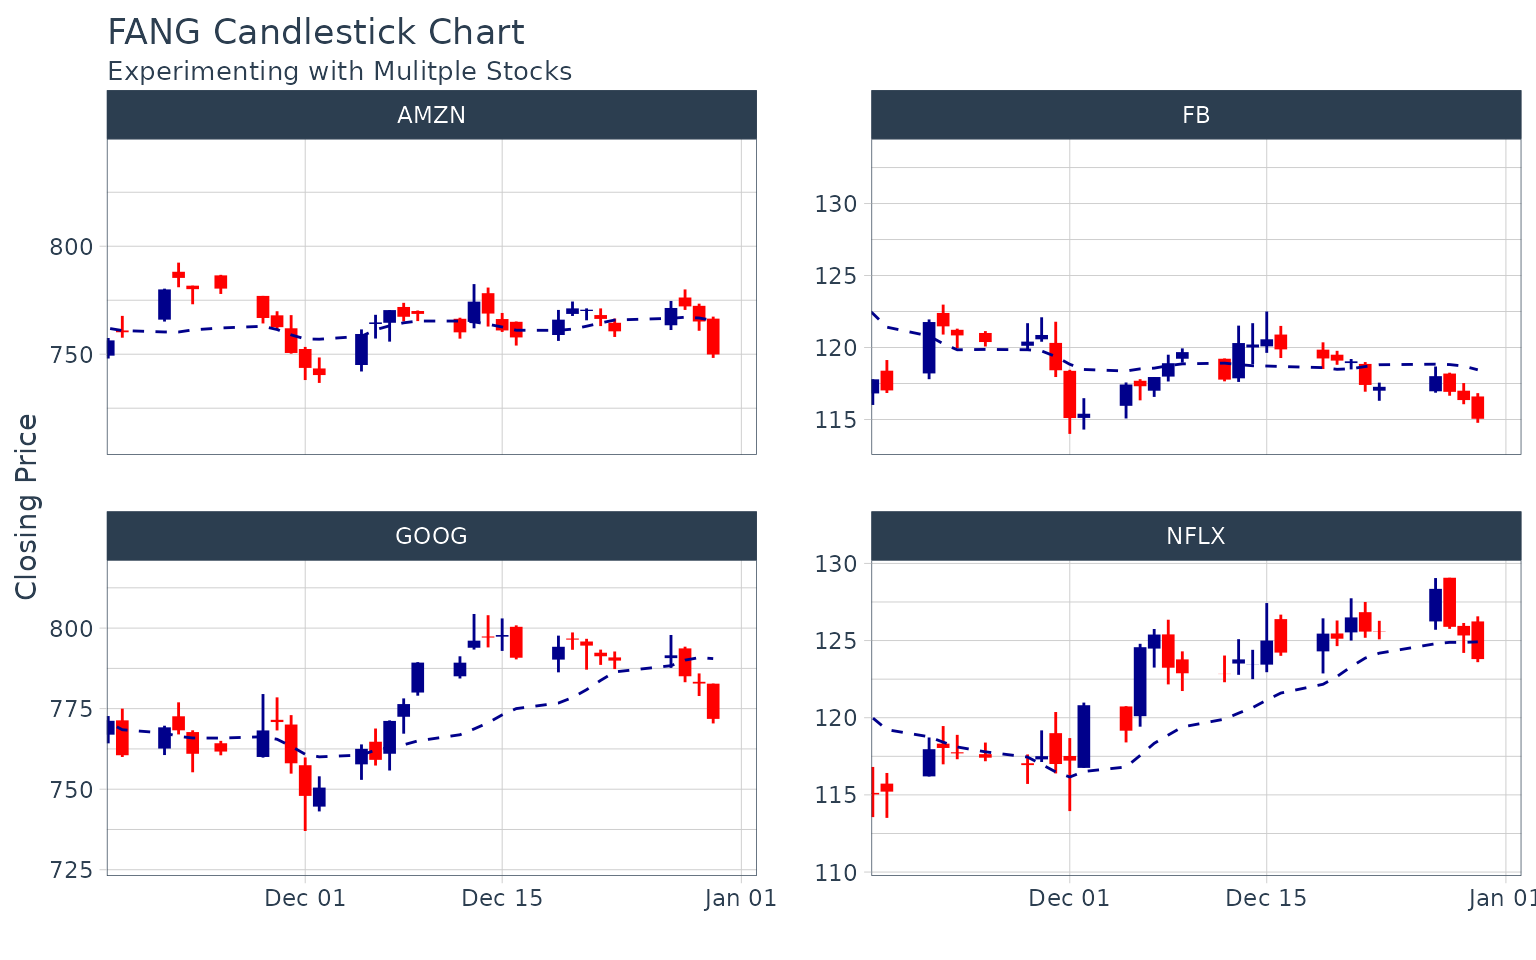 FANG Candlestick Chart
Experimenting with Mulitple Stocks
AMZN
FB
800
750
130
125
120
115
Closing Price
GOOG
NFLX
800
775
750
725
130
125
120
115
110
Dec 01
Dec 15
Jan 01
Dec 01
Dec 15
Jan 01